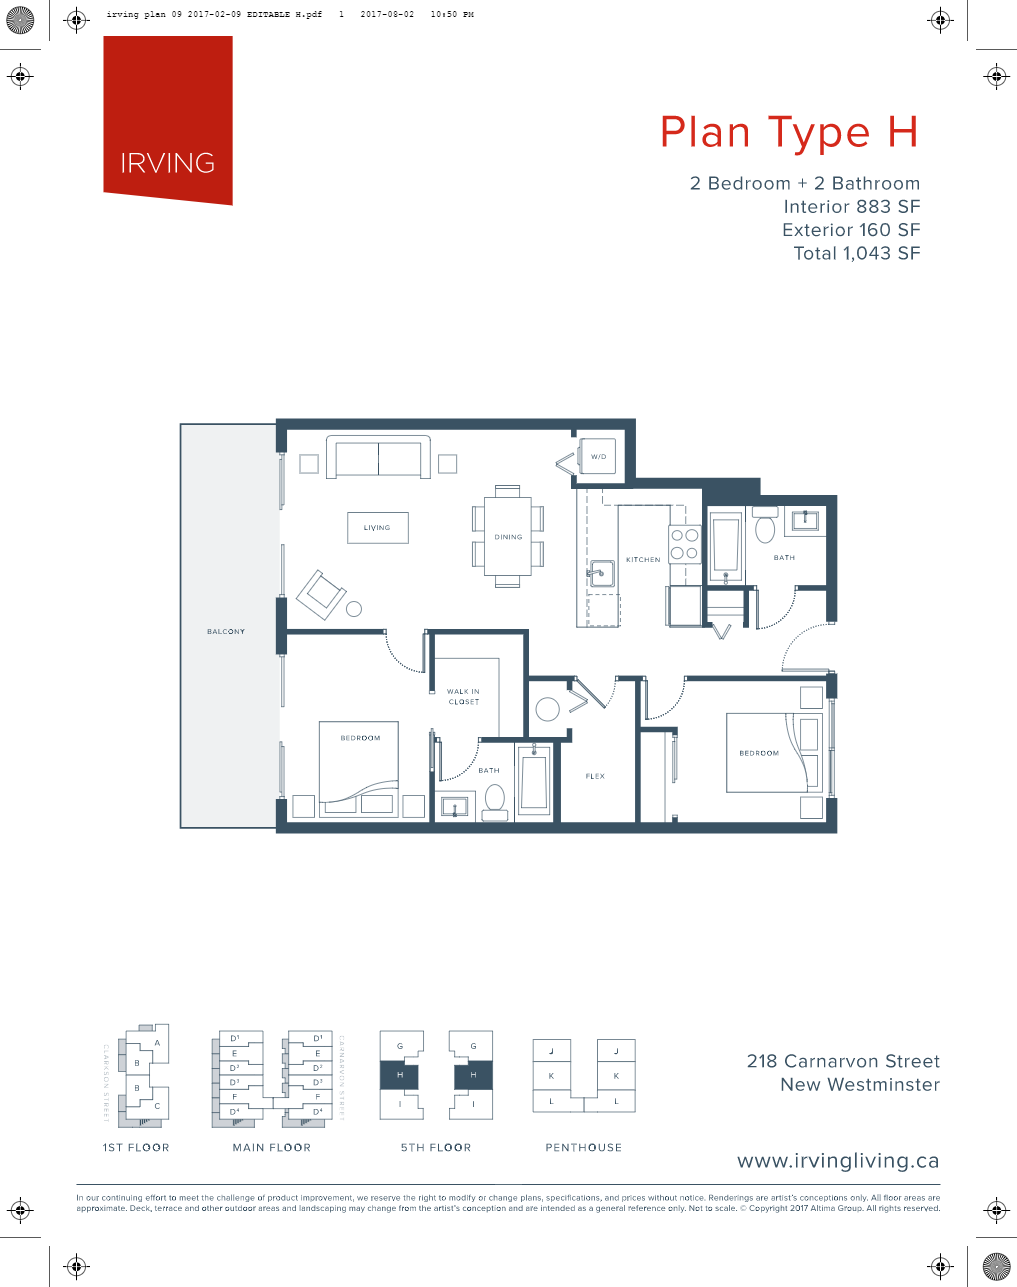 irving plan 09 2017-02-09 EDITABLE H.pdf 1 2017-08-02 10:50 PM
IRVING
Plan Type H
2 Bedroom + 2 Bathroom
Interior 883 SF
Exterior 160 SF
Total 1,043 SF
W/D
LIVING
DINING
KITCHEN
BATH
BALCONY
WALK IN
CLOSET
BEDROOM
BATH
FLEX
BEDROOM
CLARKSON STREET
A
B
B
C
1ST FLOOR
D¹ D¹
E E
D² D²
D³ D³
F F
D⁴ D⁴
CARNARVON STREET
MAIN FLOOR
G G
H H
I I
5TH FLOOR
J J
K K
L L
PENTHOUSE
218 Carnarvon Street
New Westminster
www.irvingliving.ca
In our continuing effort to meet the challenge of product improvement, we reserve the right to modify or change plans, specifications, and prices without notice. Renderings are artist's conceptions only. All floor areas are
approximate. Deck, terrace and other outdoor areas and landscaping may change from the artist's conception and are intended as a general reference only. Not to scale. © Copyright 2017 Altima Group. All rights reserved.